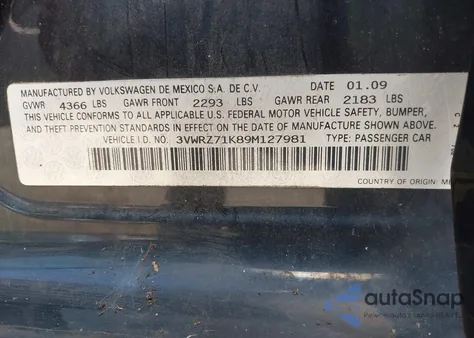 MANUFACTURED BY VOLKSWAGEN DE MEXICO S.A. DE C.V. DATE 01.09
GVWR 4366 LBS GAWR FRONT 2293 LBS GAWR REAR 2183 LBS
THIS VEHICLE CONFORMS TO ALL APPLICABLE U.S. FEDERAL MOTOR VEHICLE SAFETY, BUMPER,
AND THEFT PREVENTION STANDARDS IN EFFECT ON THE DATE OF MANUFACTURE SHOWN ABOVE.
VEHICLE I D. NO. 3VWRZ71K89M127981 TYPE: PASSENGER CAR
COUNTRY OF ORIGIN:
autoSnap